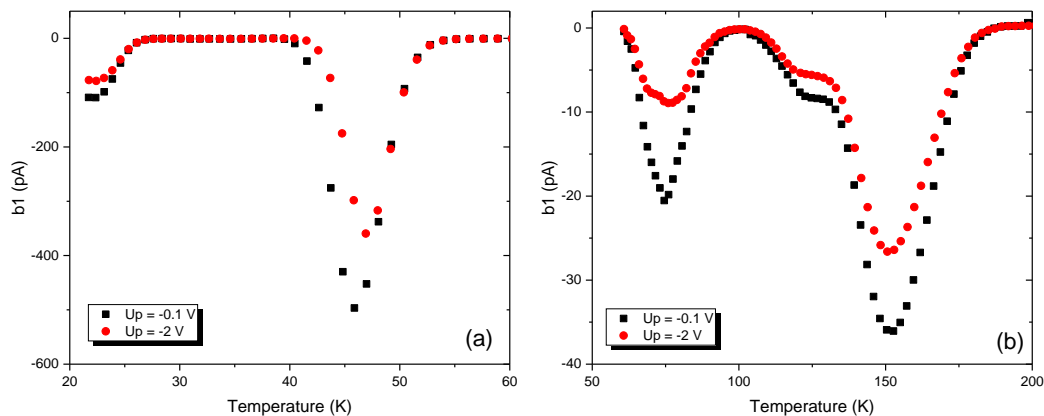 0
-200
-400
-600
b1 (pA)
20
30
40
50
60
Temperature (K)
Up = -0.1 V
Up = -2 V
(a)
0
-10
-20
-30
-40
b1 (pA)
50
100
150
200
Temperature (K)
Up = -0.1 V
Up = -2 V
(b)